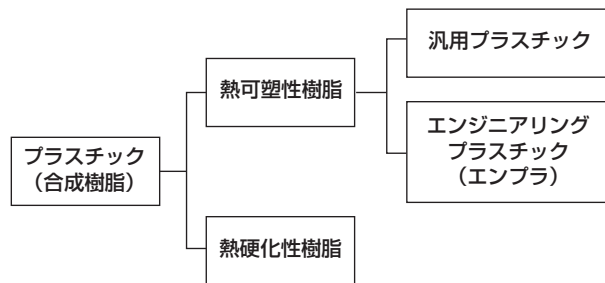 プラスチック
(合成樹脂)
熱可塑性樹脂
熱硬化性樹脂
汎用プラスチック
エンジニアリング
プラスチック
(エンプラ)